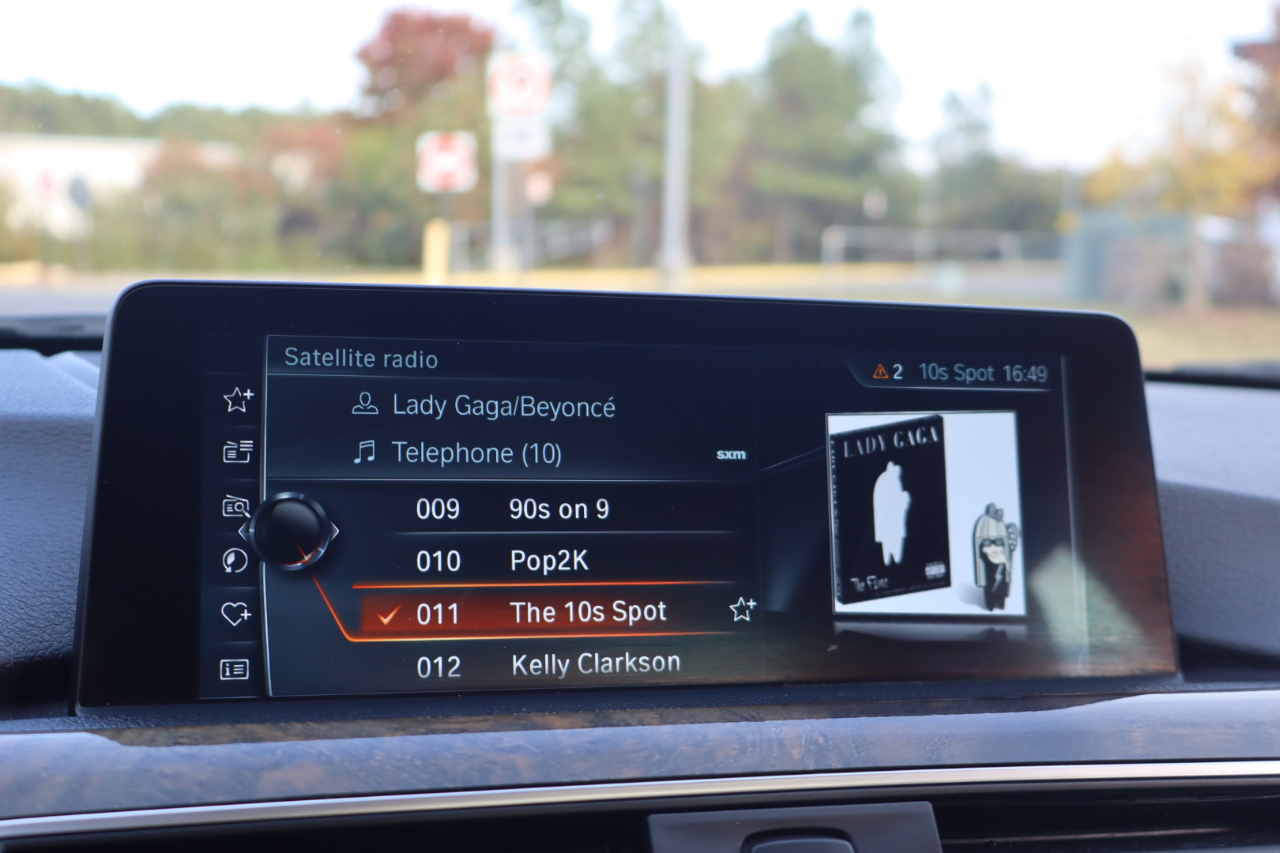 Satellite radio
2 10s Spot 16:49
Lady Gaga/Beyoncé
Telephone (10)
sxm
009 90s on 9
010 Pop2K
011 The 10s Spot
012 Kelly Clarkson
LADY GAGA
The Fame